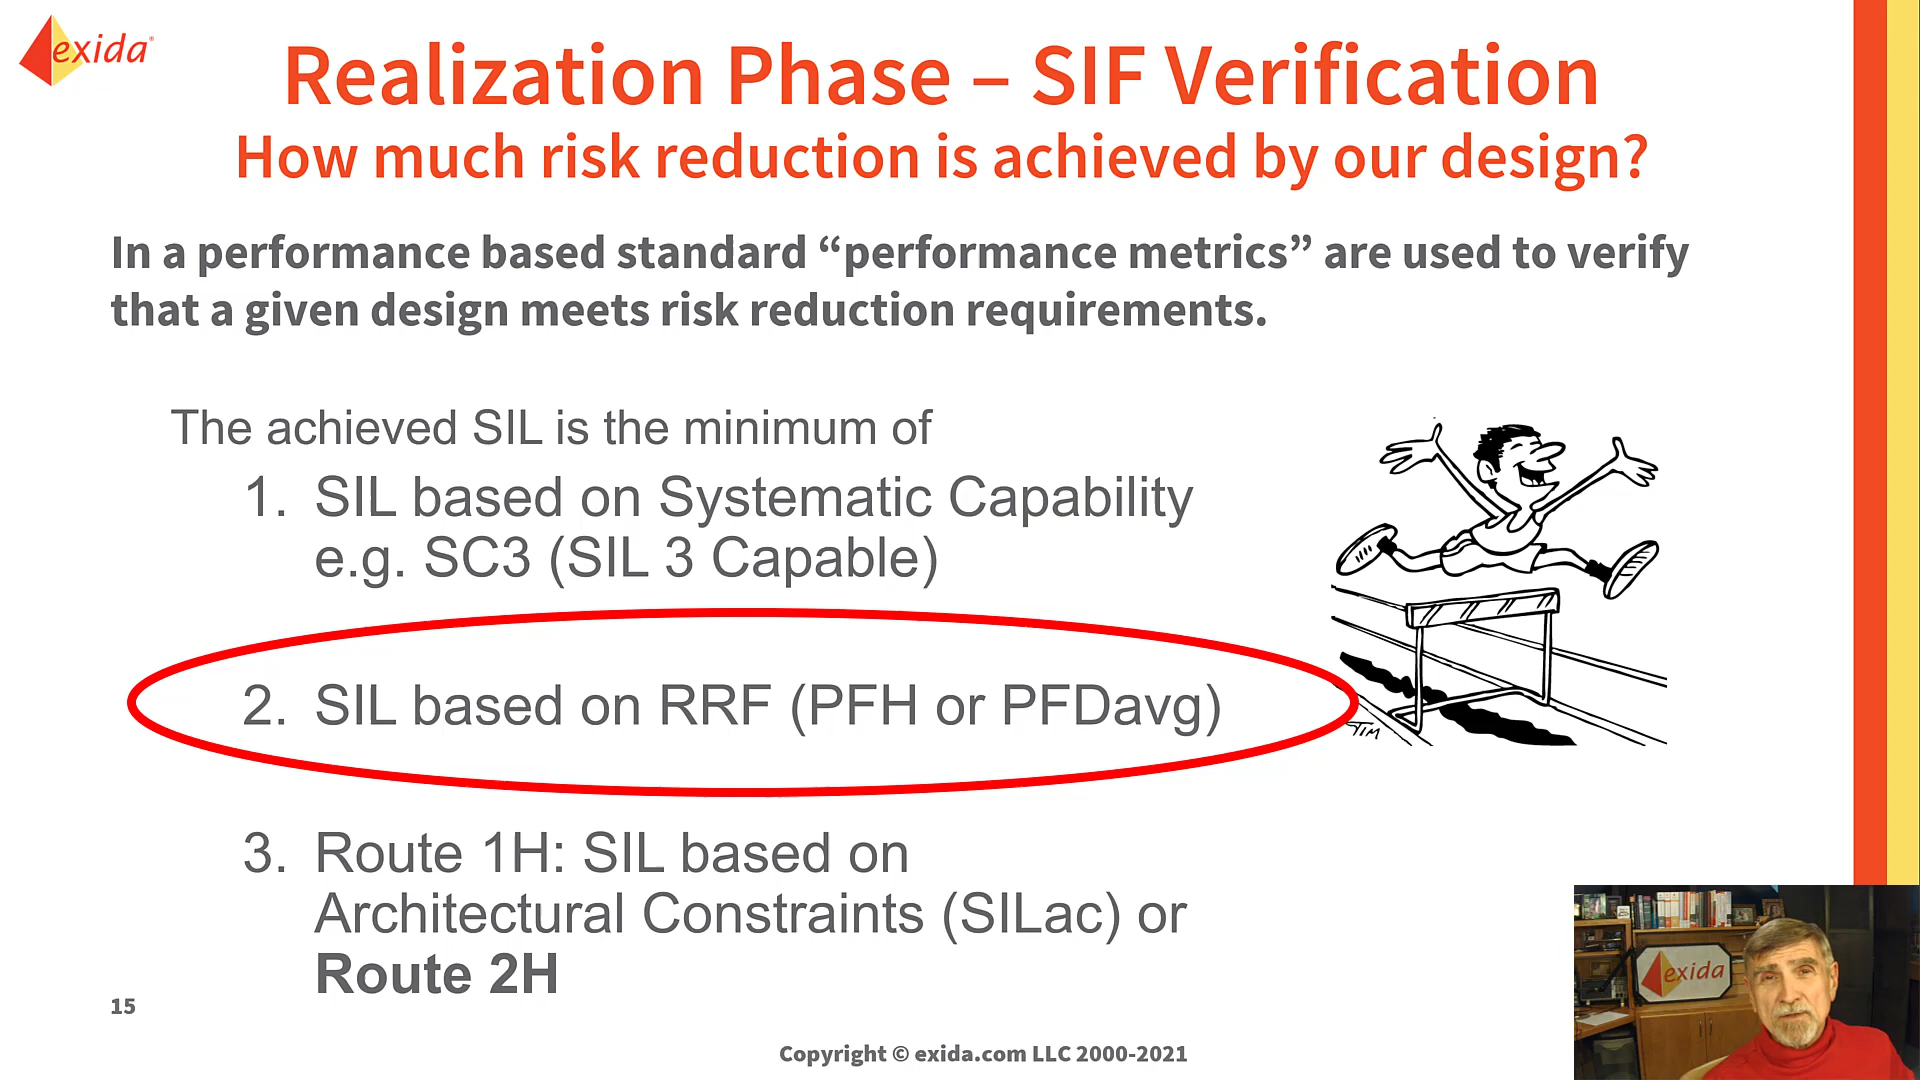 exida
Realization Phase – SIF Verification
How much risk reduction is achieved by our design?
In a performance based standard “performance metrics” are used to verify
that a given design meets risk reduction requirements.
The achieved SIL is the minimum of
1. SIL based on Systematic Capability
e.g. SC3 (SIL 3 Capable)
2. SIL based on RRF (PFH or PFDavg)
TIM
3. Route 1H: SIL based on
Architectural Constraints (SILac) or
Route 2H
exida
15
Copyright © exida.com LLC 2000-2021